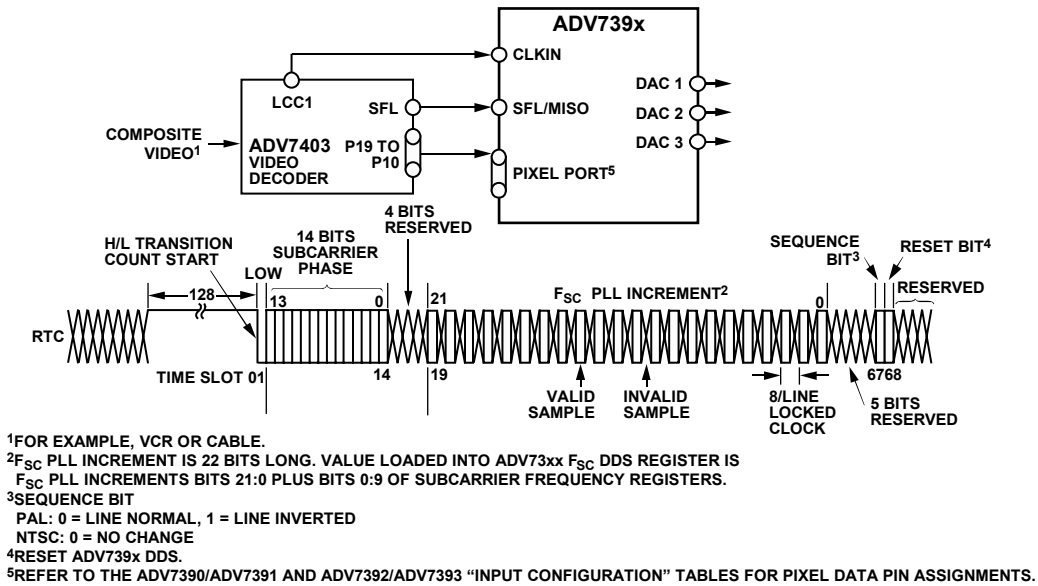 ADV739x
CLKIN
LCC1
SFL
SFL/MISO
DAC 1
DAC 2
DAC 3
COMPOSITE
VIDEO1
ADV7403
VIDEO
DECODER
P19 TO
P10
PIXEL PORT5
4 BITS
RESERVED
H/L TRANSITION
COUNT START
LOW
14 BITS
SUBCARRIER
PHASE
SEQUENCE
BIT3
RESET BIT4
RESERVED
128
13
0
21
FSC PLL INCREMENT2
0
RTC
TIME SLOT 01
14
19
VALID
SAMPLE
INVALID
SAMPLE
8/LINE
LOCKED
CLOCK
5 BITS
RESERVED
6768
1FOR EXAMPLE, VCR OR CABLE.
2FSC PLL INCREMENT IS 22 BITS LONG. VALUE LOADED INTO ADV73xx FSC DDS REGISTER IS
FSC PLL INCREMENTS BITS 21:0 PLUS BITS 0:9 OF SUBCARRIER FREQUENCY REGISTERS.
3SEQUENCE BIT
PAL: 0 = LINE NORMAL, 1 = LINE INVERTED
NTSC: 0 = NO CHANGE
4RESET ADV739x DDS.
5REFER TO THE ADV7390/ADV7391 AND ADV7392/ADV7393 “INPUT CONFIGURATION” TABLES FOR PIXEL DATA PIN ASSIGNMENTS.